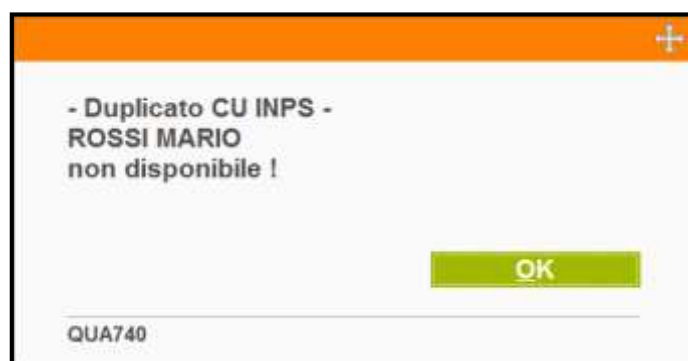 - Duplicato CU INPS -
ROSSI MARIO
non disponibile !
OK
QUA740